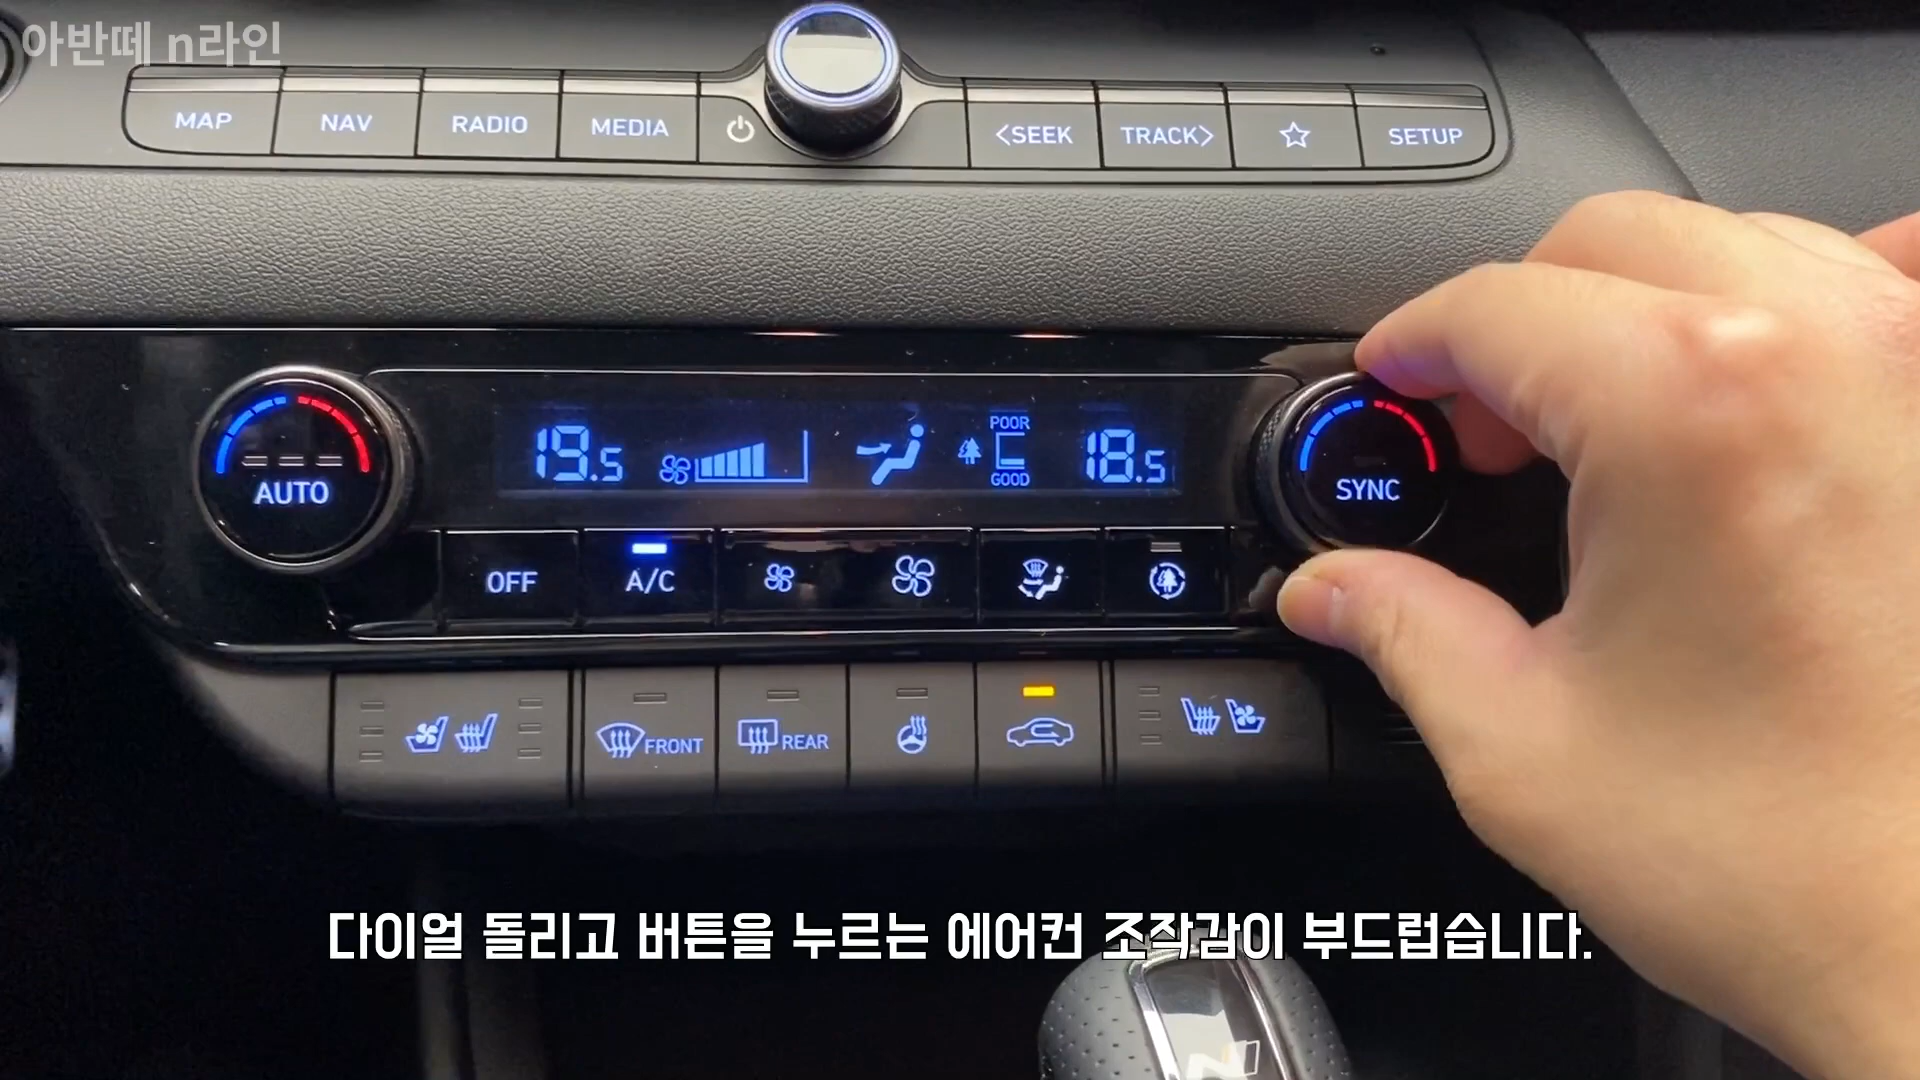 아반떼 n라인
MAP NAV RADIO MEDIA <SEEK TRACK> SETUP
19.5 POOR GOOD 18.5
AUTO SYNC
OFF A/C
FRONT REAR
다이얼 돌리고 버튼을 누르는 에어컨 조작감이 부드럽습니다.
N